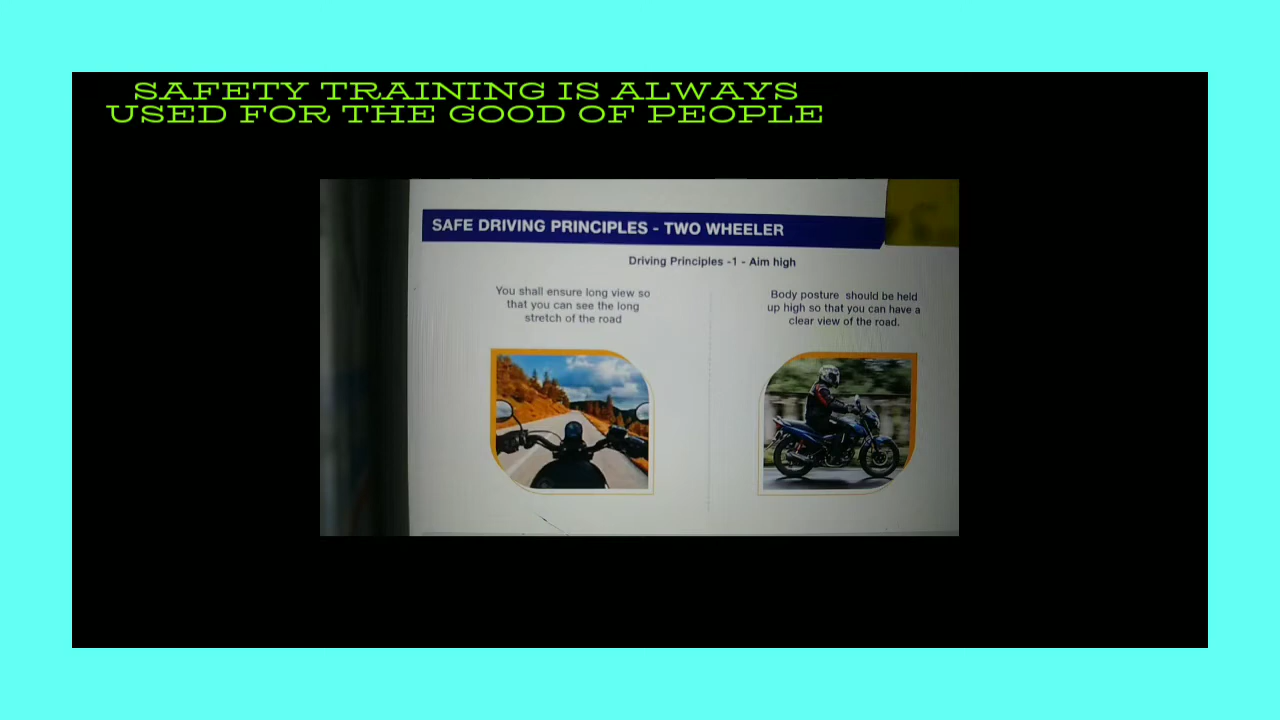 SAFETY TRAINING IS ALWAYS
USED FOR THE GOOD OF PEOPLE
SAFE DRIVING PRINCIPLES - TWO WHEELER
Driving Principles -1 - Aim high
You shall ensure long view so
that you can see the long
stretch of the road
Body posture should be held
up high so that you can have a
clear view of the road.